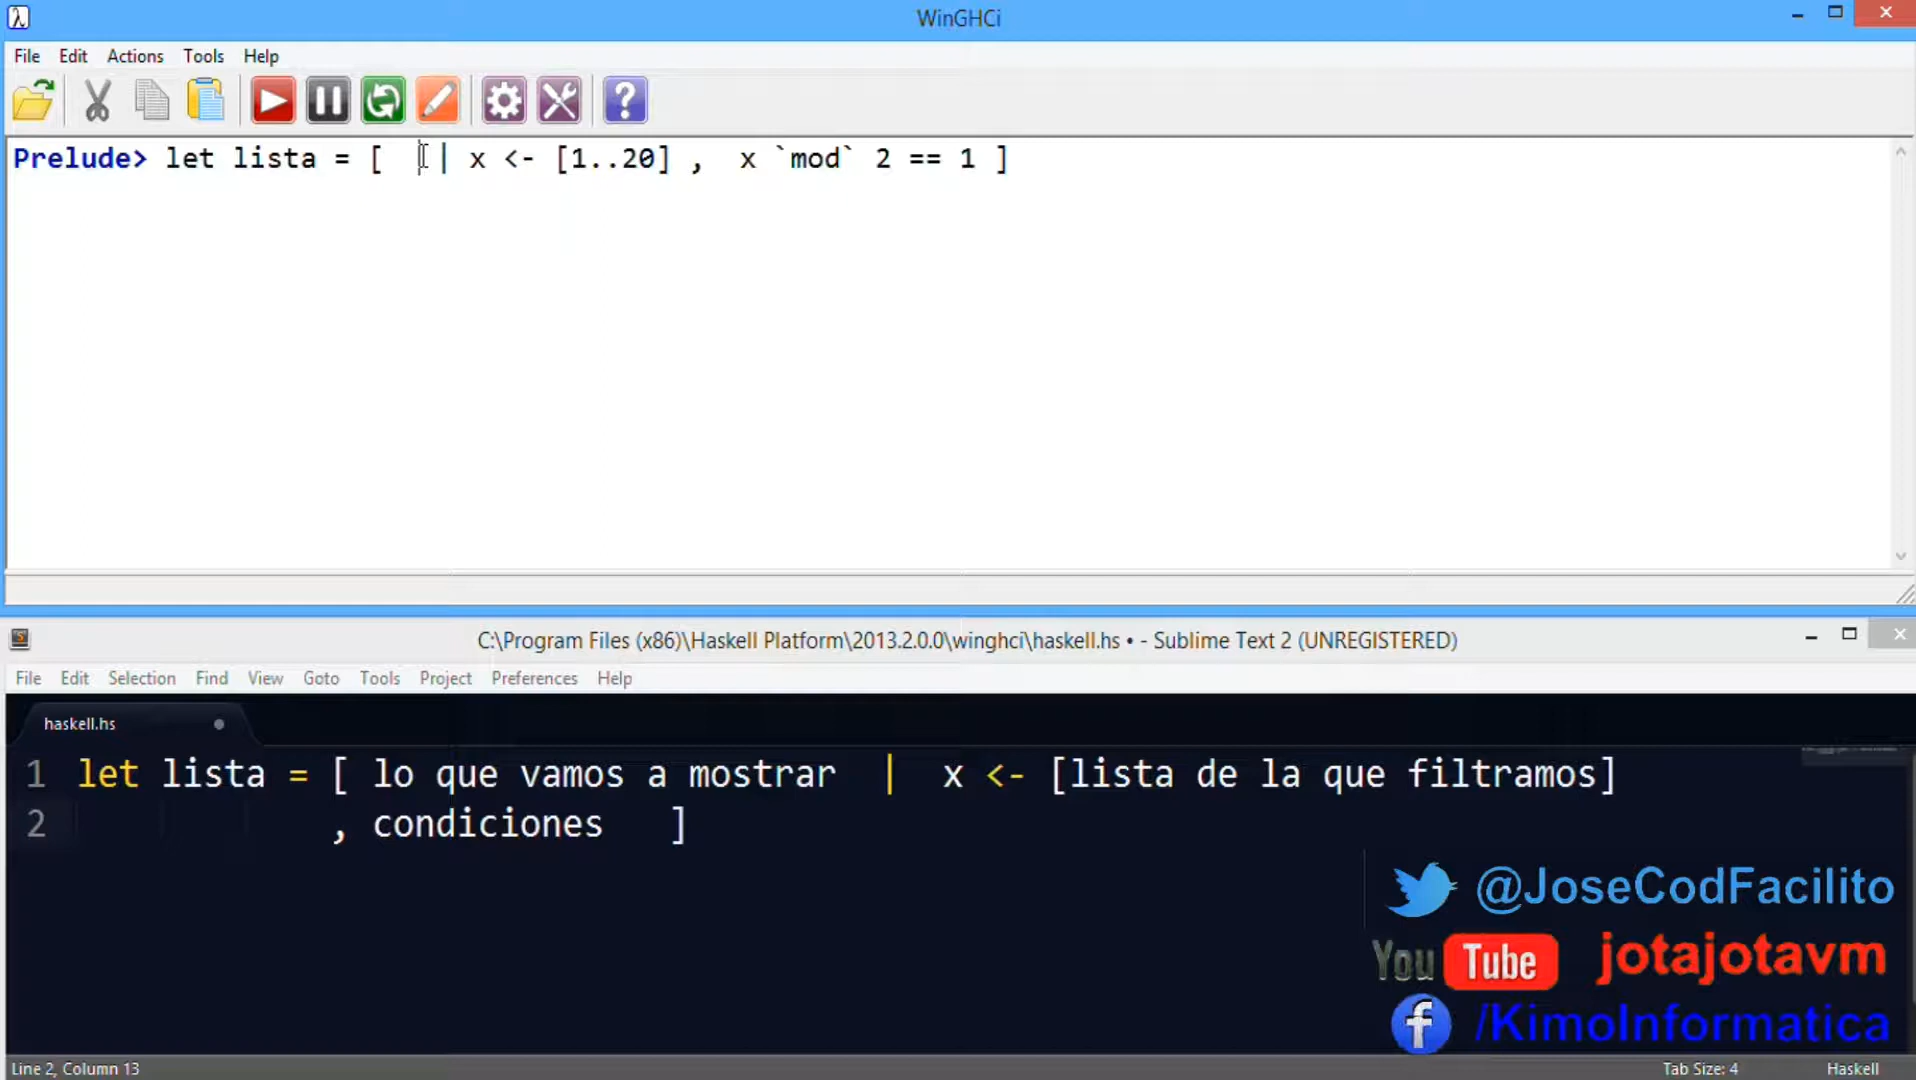 WinGHCi
File Edit Actions Tools Help
Prelude> let lista = [ | x <- [1..20] , x `mod` 2 == 1 ]
C:\Program Files (x86)\Haskell Platform\2013.2.0.0\winghci\haskell.hs • - Sublime Text 2 (UNREGISTERED)
File Edit Selection Find View Goto Tools Project Preferences Help
haskell.hs
1 let lista = [ lo que vamos a mostrar | x <- [lista de la que filtramos]
2 , condiciones ]
@JoseCodFacilito
YouTube jotajotavm
f /KimoInformatica
Line 2, Column 13 Tab Size: 4 Haskell